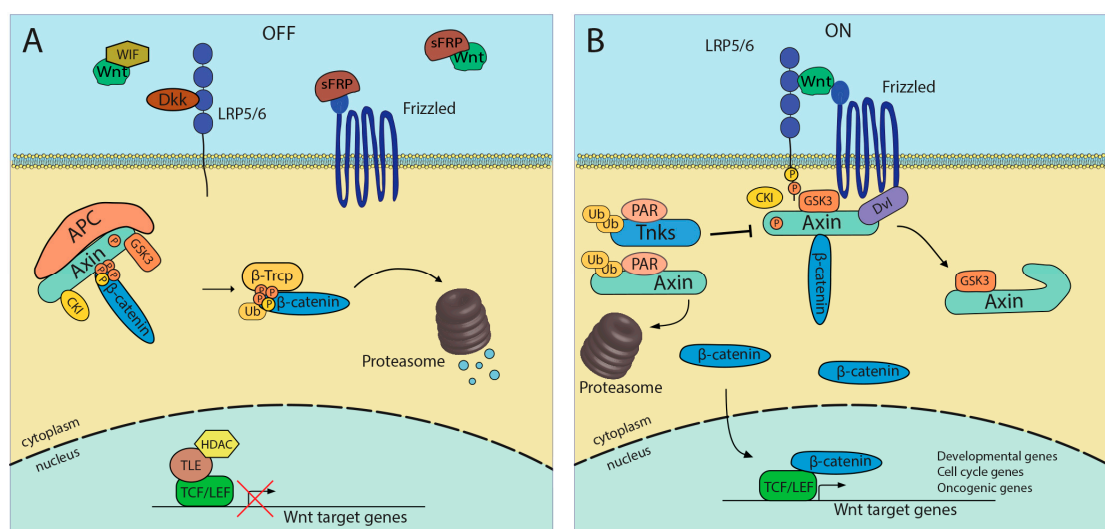 A
OFF
WIF
Wnt
Dkk
LRP5/6
sFRP
Frizzled
sFRP
Wnt
APC
Axin
P
GSK3
P
P
P
P
CKI
β-catenin
β-Trcp
P
P
P
P
β-catenin
Ub
Proteasome
cytoplasm
nucleus
HDAC
TLE
TCF/LEF
Wnt target genes
B
ON
LRP5/6
Wnt
Frizzled
P
P
CKI
GSK3
Dvl
P
Axin
Ub
Ub
PAR
Tnks
Ub
Ub
PAR
Axin
β-catenin
GSK3
Axin
Proteasome
β-catenin
β-catenin
cytoplasm
nucleus
β-catenin
TCF/LEF
Developmental genes
Cell cycle genes
Oncogenic genes
Wnt target genes